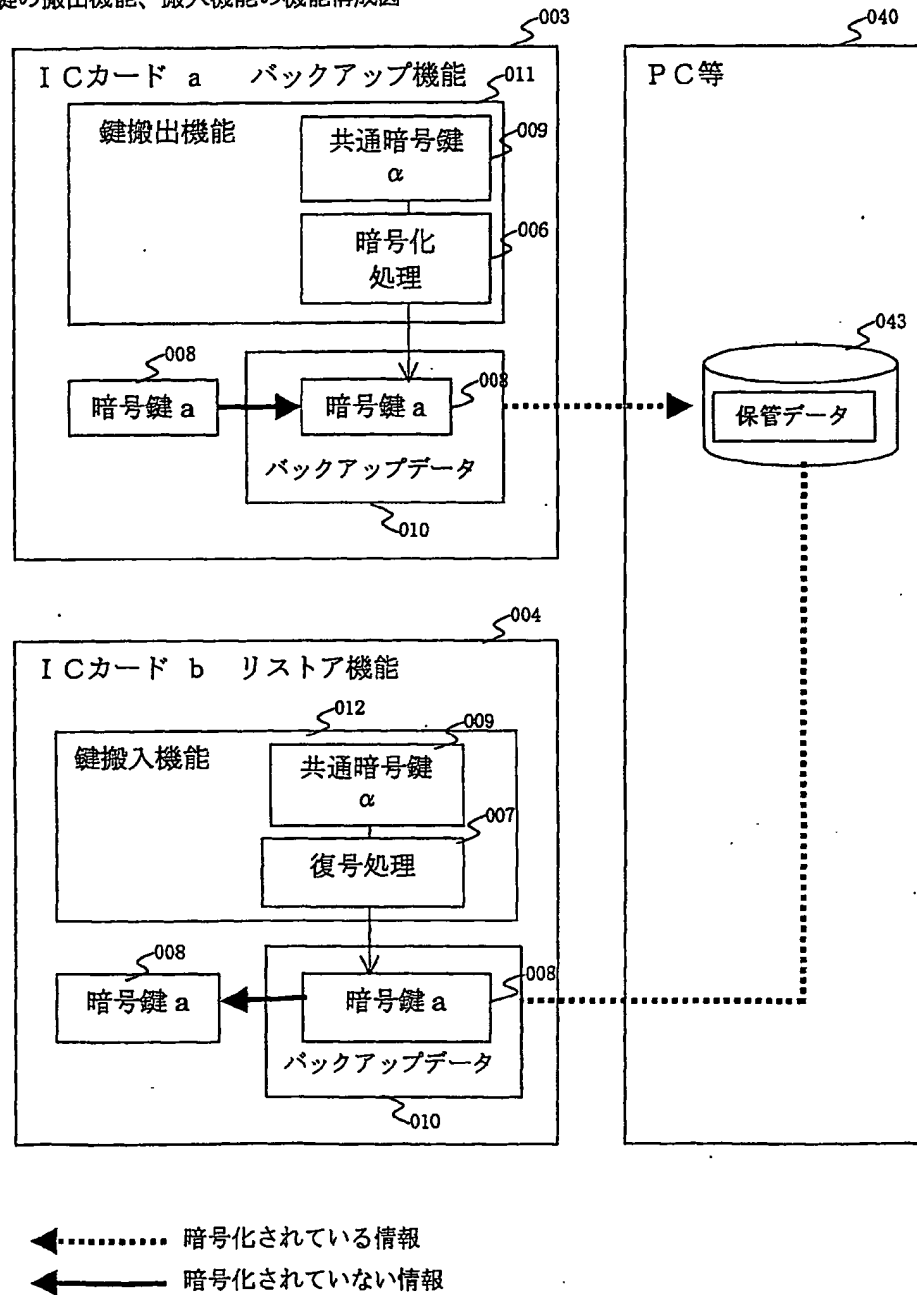 鍵の搬出機能、搬入機能の機能構成図
003
040
ICカード a バックアップ機能
011
PC等
鍵搬出機能
共通暗号鍵
α
009
暗号化
処理
006
043
008
暗号鍵a
暗号鍵a
008
保管データ
バックアップデータ
010
004
ICカード b リストア機能
012
009
鍵搬入機能
共通暗号鍵
α
007
復号処理
008
暗号鍵a
暗号鍵a
008
バックアップデータ
010
暗号化されている情報
暗号化されていない情報